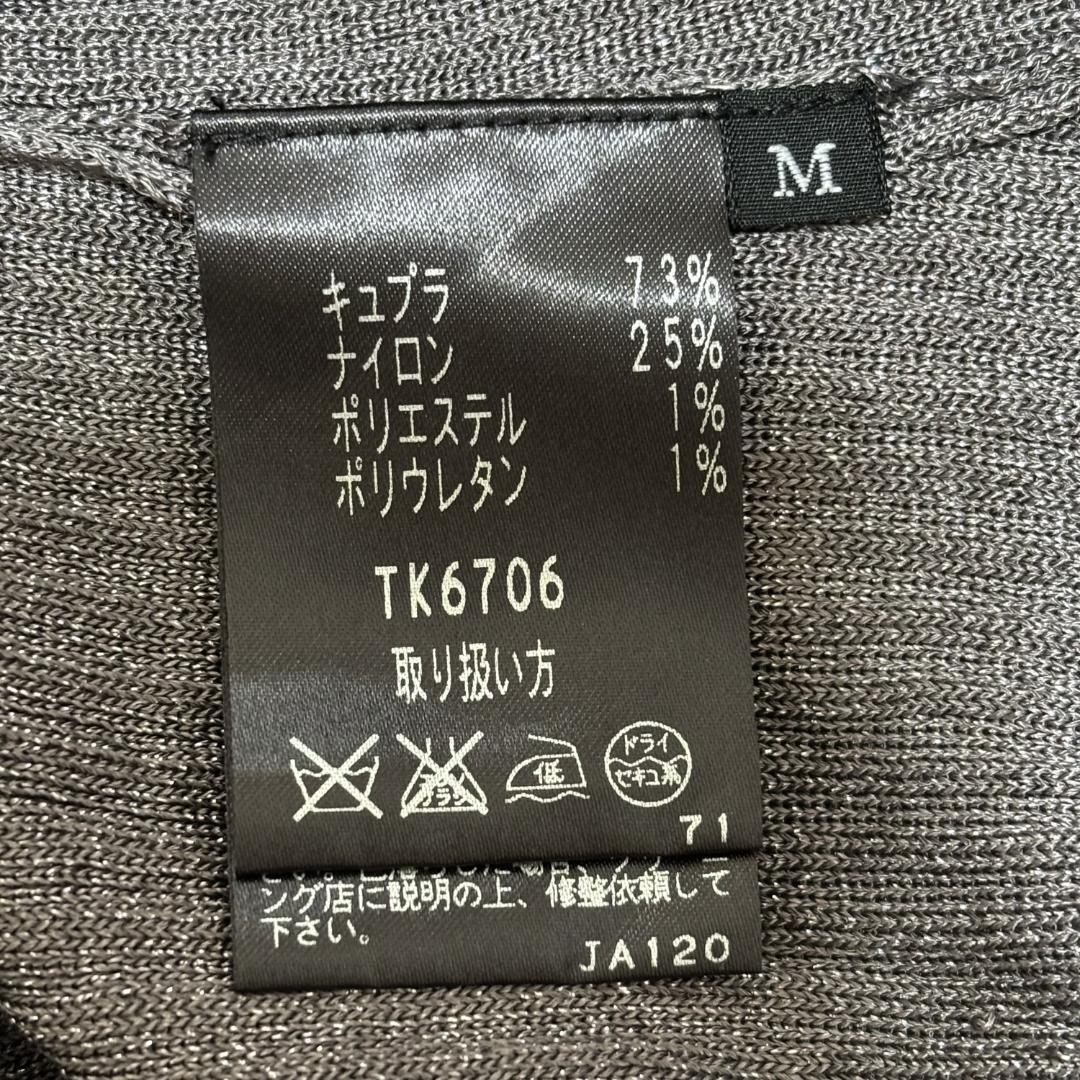 M
キュプラ 73%
ナイロン 25%
ポリエステル 1%
ポリウレタン 1%
TK6706
取り扱い方
低
ドライ
セキユ系
71
ング店に説明の上、修整依頼して
下さい。
JA120